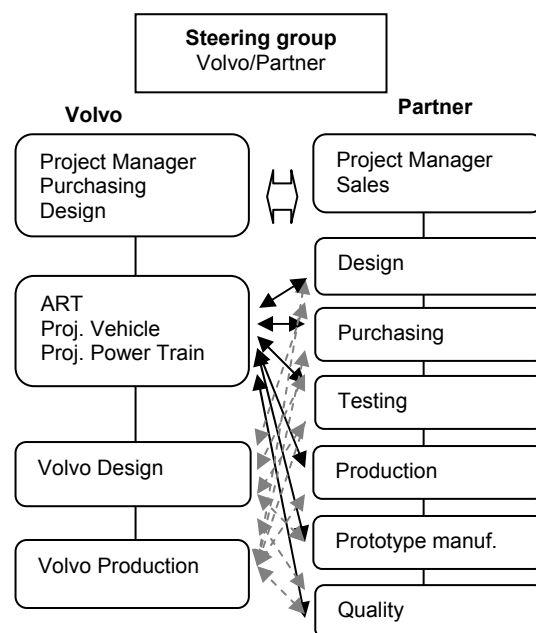 Steering group
Volvo/Partner
Volvo
Partner
Project Manager
Purchasing
Design
Project Manager
Sales
ART
Proj. Vehicle
Proj. Power Train
Design
Purchasing
Testing
Volvo Design
Production
Volvo Production
Prototype manuf.
Quality